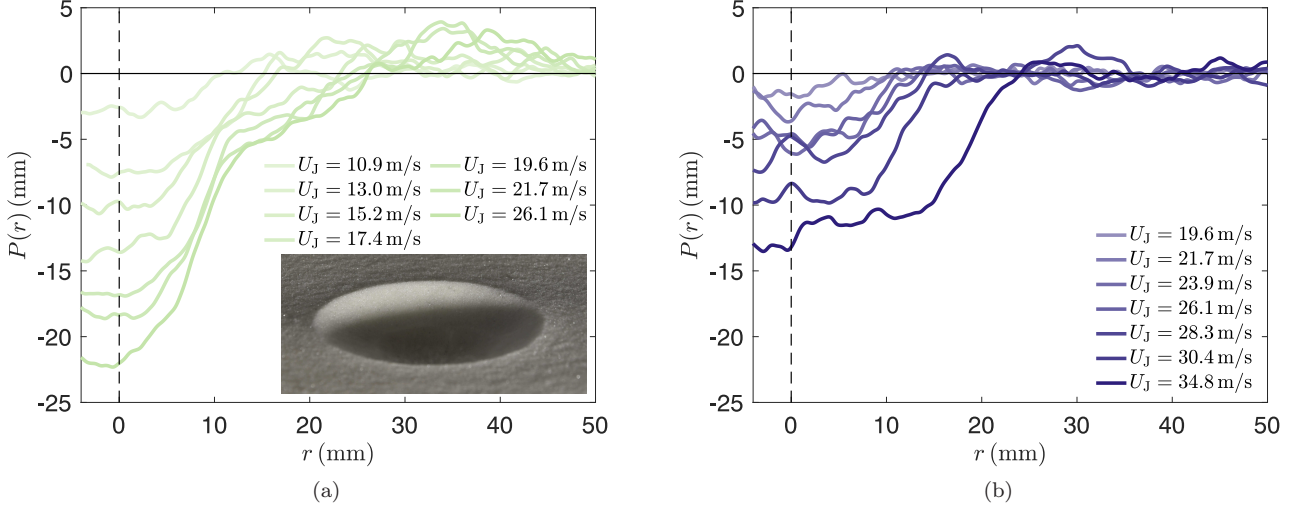 5
0
-5
-10
-15
-20
-25
P(r) (mm)
0 10 20 30 40 50
r (mm)
U_J = 10.9 m/s U_J = 19.6 m/s
U_J = 13.0 m/s U_J = 21.7 m/s
U_J = 15.2 m/s U_J = 26.1 m/s
U_J = 17.4 m/s
(a)
5
0
-5
-10
-15
-20
-25
P(r) (mm)
0 10 20 30 40 50
r (mm)
U_J = 19.6 m/s
U_J = 21.7 m/s
U_J = 23.9 m/s
U_J = 26.1 m/s
U_J = 28.3 m/s
U_J = 30.4 m/s
U_J = 34.8 m/s
(b)